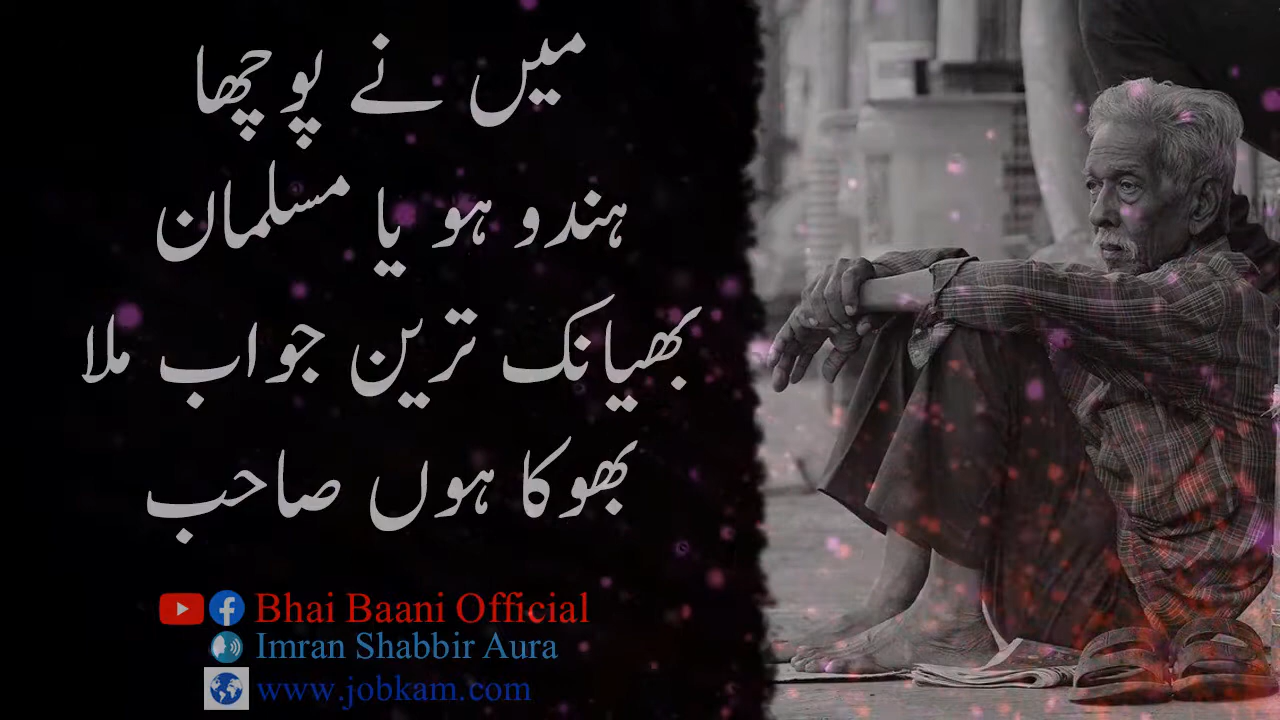 میں نے پوچھا
ہندو ہو یا مسلمان
بھیانک ترین جواب ملا
بھوکا ہوں صاحب
Bhai Baani Official
Imran Shabbir Aura
www.jobkam.com